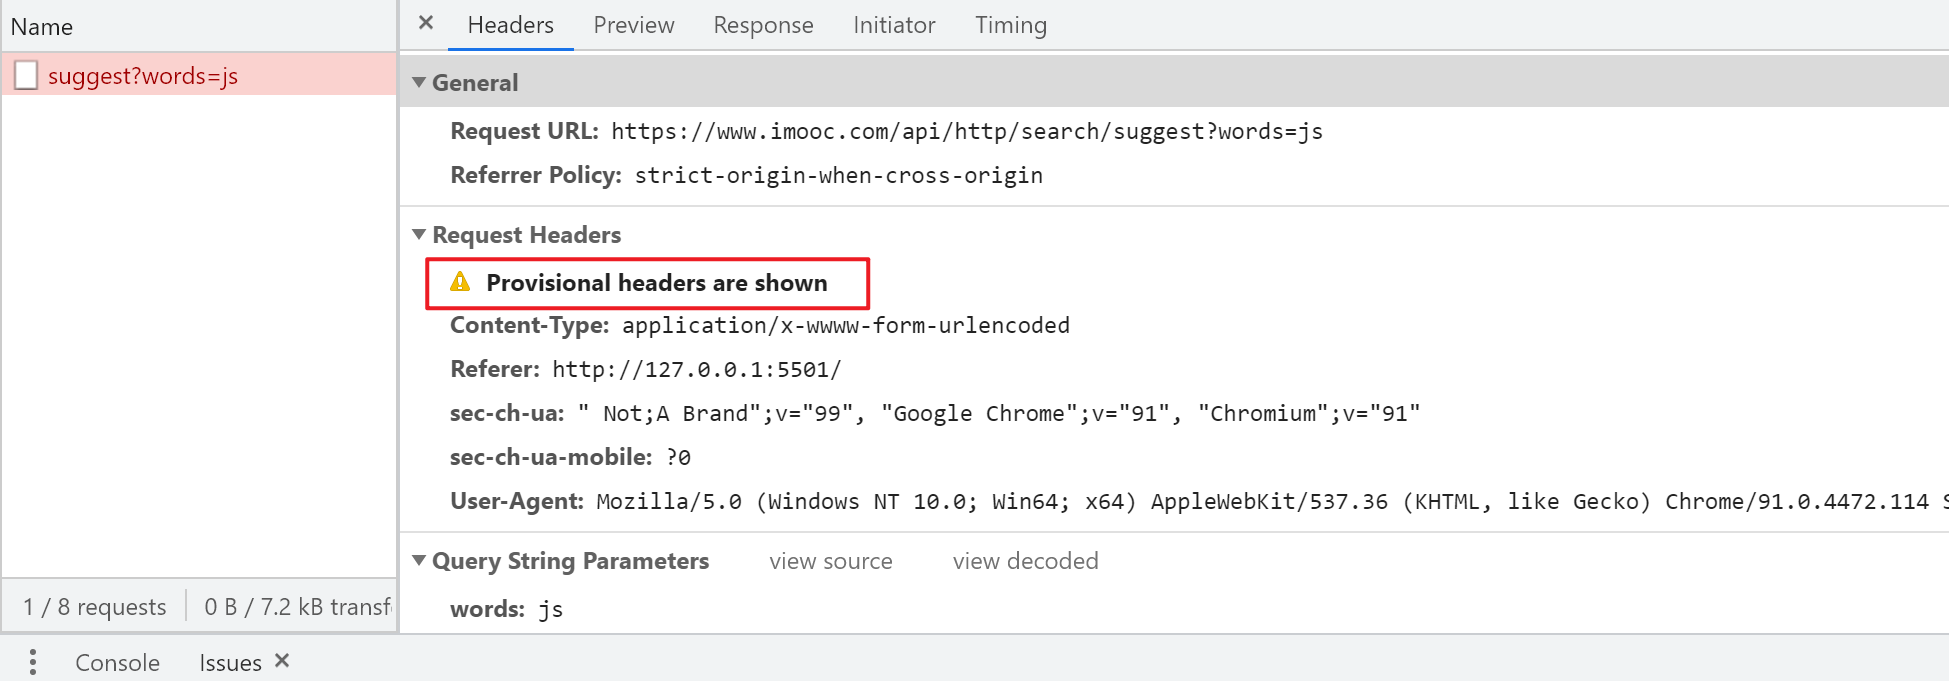 Name
Headers Preview Response Initiator Timing
suggest?words=js
General
Request URL: https://www.imooc.com/api/http/search/suggest?words=js
Referrer Policy: strict-origin-when-cross-origin
Request Headers
Provisional headers are shown
Content-Type: application/x-wwww-form-urlencoded
Referer: http://127.0.0.1:5501/
sec-ch-ua: " Not;A Brand";v="99", "Google Chrome";v="91", "Chromium";v="91"
sec-ch-ua-mobile: ?0
User-Agent: Mozilla/5.0 (Windows NT 10.0; Win64; x64) AppleWebKit/537.36 (KHTML, like Gecko) Chrome/91.0.4472.114 S
Query String Parameters view source view decoded
words: js
1 / 8 requests 0 B / 7.2 kB transf
Console Issues